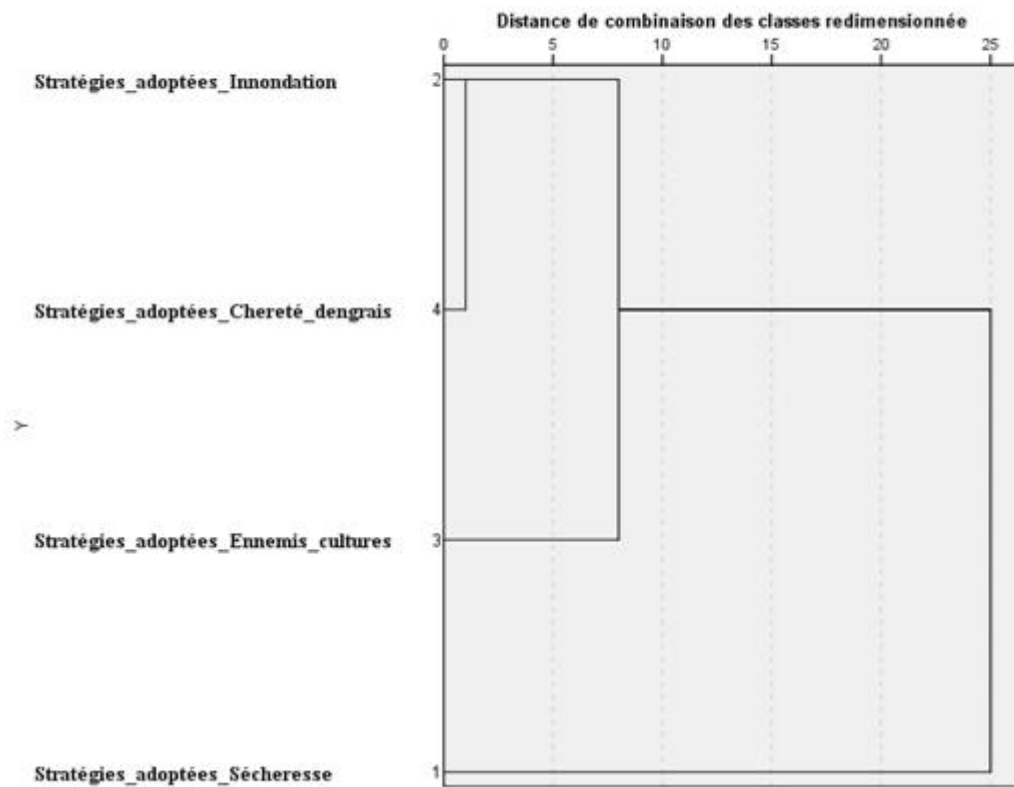 Distance de combinaison des classes redimensionnée
0 5 10 15 20 25
Stratégies_adoptées_Innondation 2
Stratégies_adoptées_Chereté_dengrais 4
Y
Stratégies_adoptées_Ennemis_cultures 3
Stratégies_adoptées_Sécheresse 1